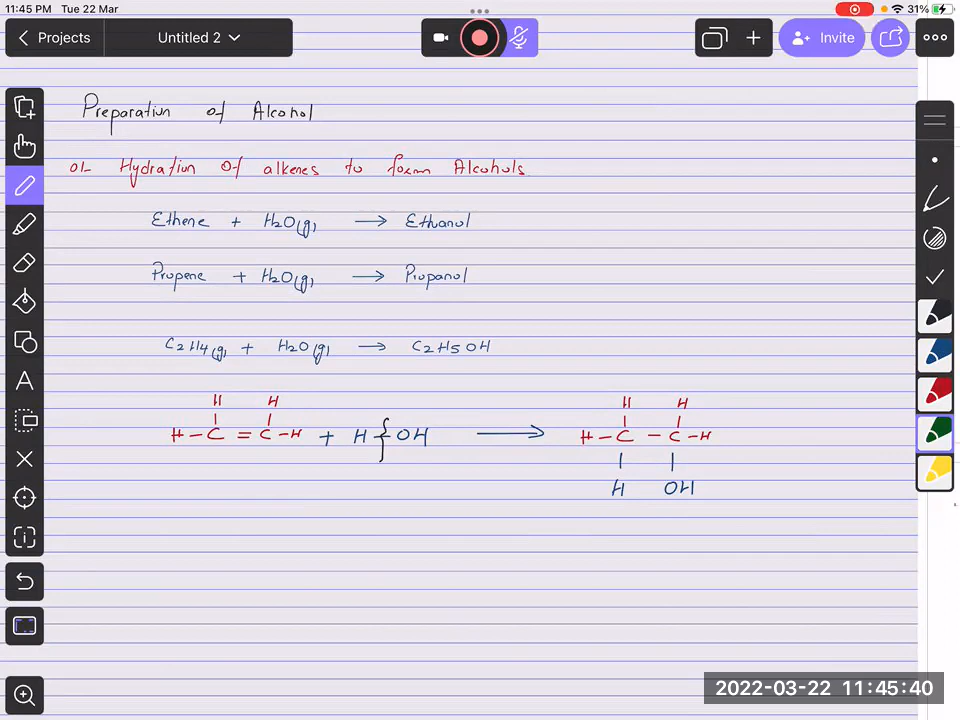 11:45 PM Tue 22 Mar
31%
Projects
Untitled 2
Invite
Preparation of Alcohol
01- Hydration Of alkenes to form Alcohols
Ethene + H2O(g) → Ethanol
Propene + H2O(g) → Propanol
C2H4(g) + H2O(g) → C2H5OH
H H
H – C = C – H + H } OH → H – C – C – H
H OH
H H
A
2022-03-22 11:45:40